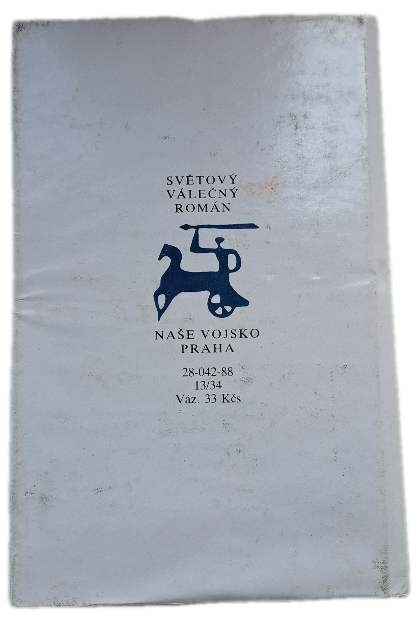 SVĚTOVÝ
VÁLEČNÝ
ROMÁN
NAŠE VOJSKO
PRAHA
28-042-88
13/34
Váz. 33 Kčs